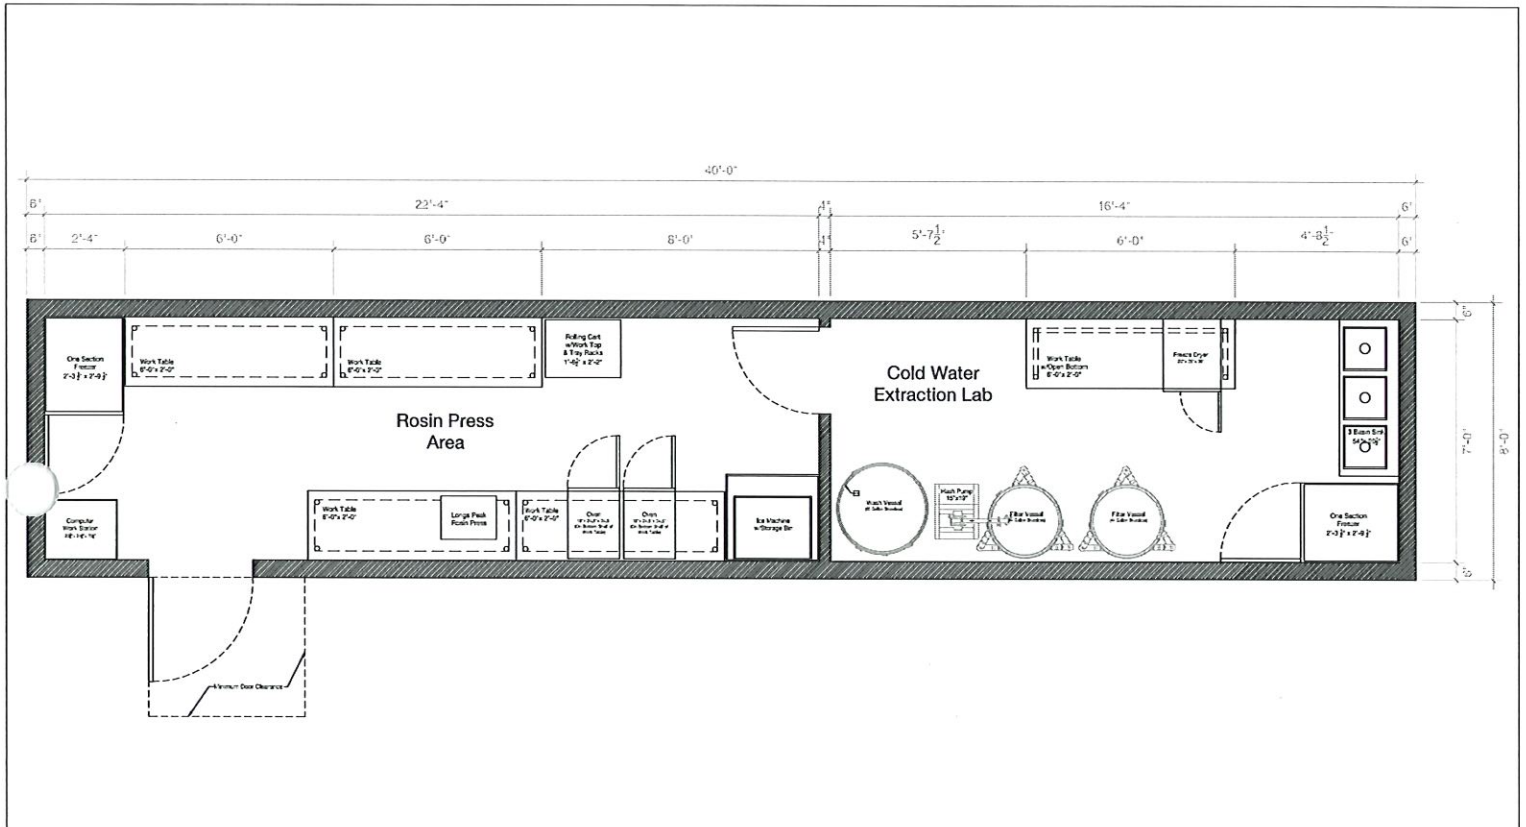 40'-0"
6" 22'-4" 4" 16'-4" 6"
6" 2'-4" 6'-0" 6'-0" 8'-0" 4" 5'-7½" 6'-0" 4'-8½" 6"
6"
7'-0"
8'-0"
6"
One Section
Freezer
Work Table
6'-0"x 2'-0"
Work Table
6'-0"x 2'-0"
Rolling Cart
w/Work Top
& Tray Racks
Rosin Press
Area
Cold Water
Extraction Lab
Work Table
w/Open Bottom
6'-0"x 2'-0"
Freeze Dryer
3 Basin Sink
Computer
Work Station
Work Table
6'-0"x 2'-0"
Longs Peak
Rosin Press
Work Table
6'-0"x 2'-0"
Oven
Oven
Ice Machine
w/Storage Bin
Wash Vessel
Wash Pump
Filter Vessel
Filter Vessel
One Section
Freezer
Minimum Door Clearance